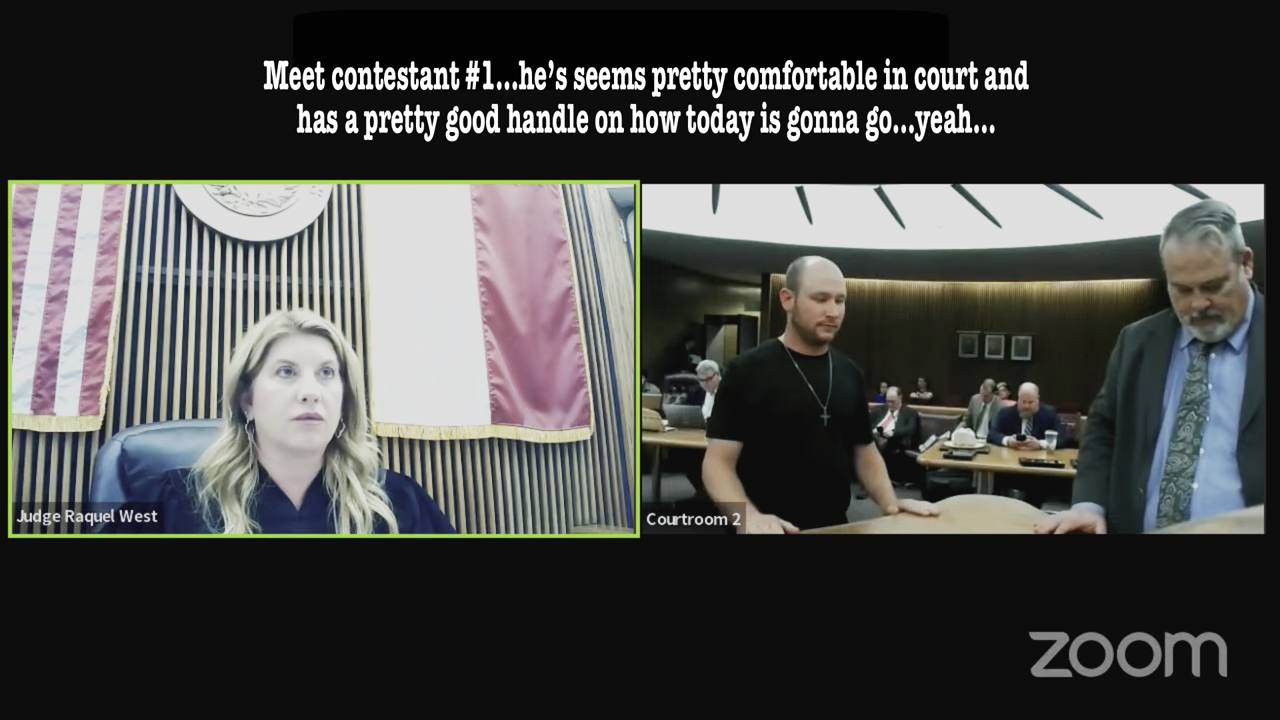 Meet contestant #1...he's seems pretty comfortable in court and
has a pretty good handle on how today is gonna go...yeah...
Judge Raquel West
Courtroom 2
zoom